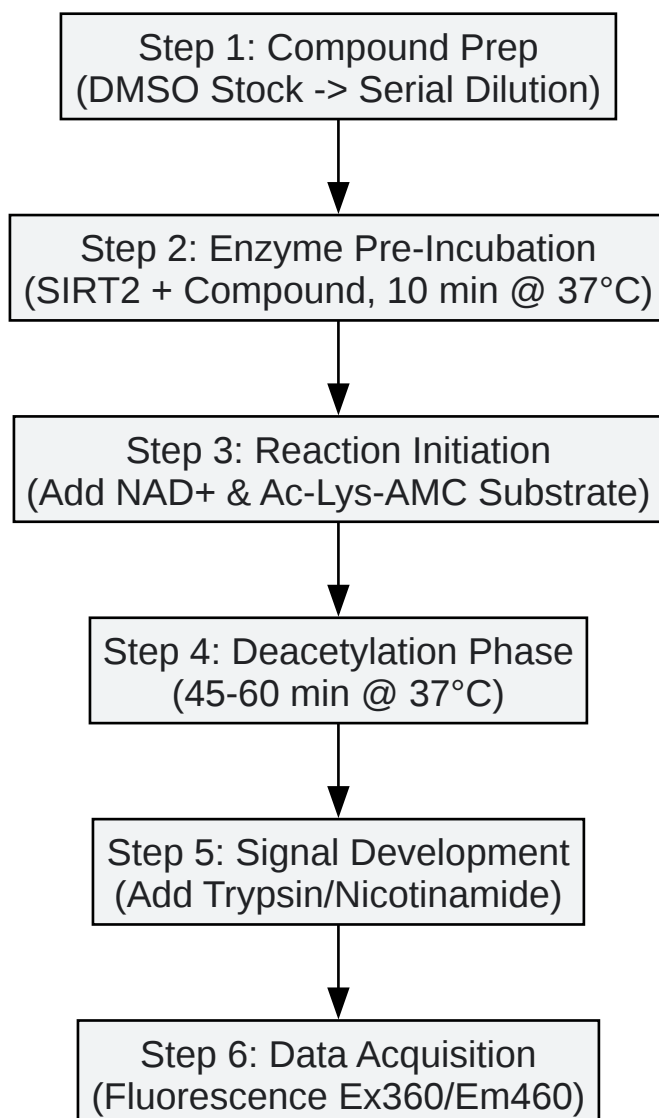 Step 1: Compound Prep
(DMSO Stock -> Serial Dilution)
Step 2: Enzyme Pre-Incubation
(SIRT2 + Compound, 10 min @ 37°C)
Step 3: Reaction Initiation
(Add NAD+ & Ac-Lys-AMC Substrate)
Step 4: Deacetylation Phase
(45-60 min @ 37°C)
Step 5: Signal Development
(Add Trypsin/Nicotinamide)
Step 6: Data Acquisition
(Fluorescence Ex360/Em460)